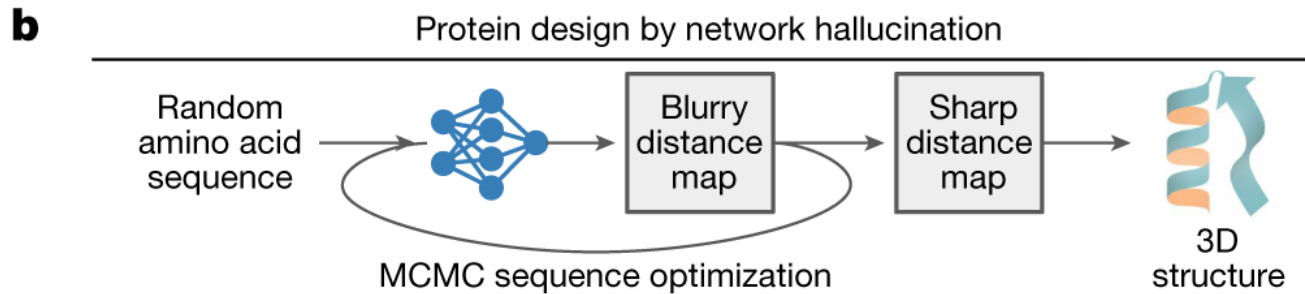 b
Protein design by network hallucination
Random
amino acid
sequence
Blurry
distance
map
Sharp
distance
map
3D
structure
MCMC sequence optimization